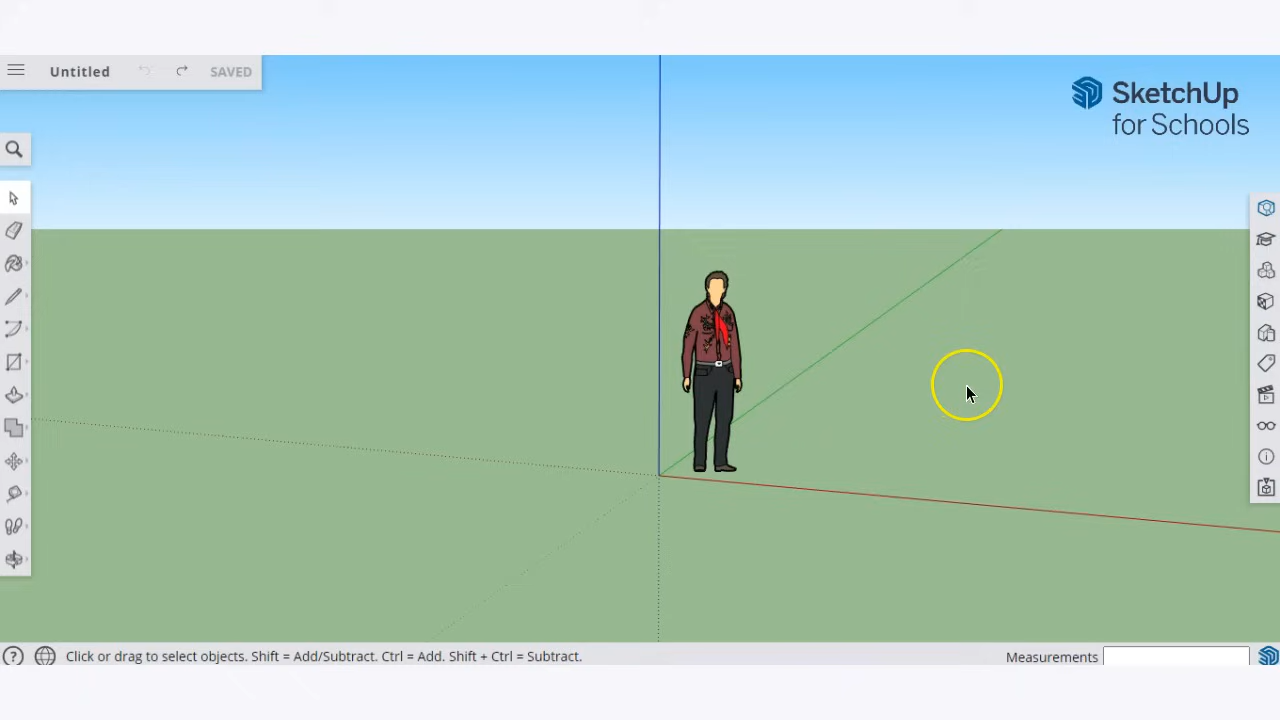 Untitled SAVED
SketchUp
for Schools
Click or drag to select objects. Shift = Add/Subtract. Ctrl = Add. Shift + Ctrl = Subtract.
Measurements